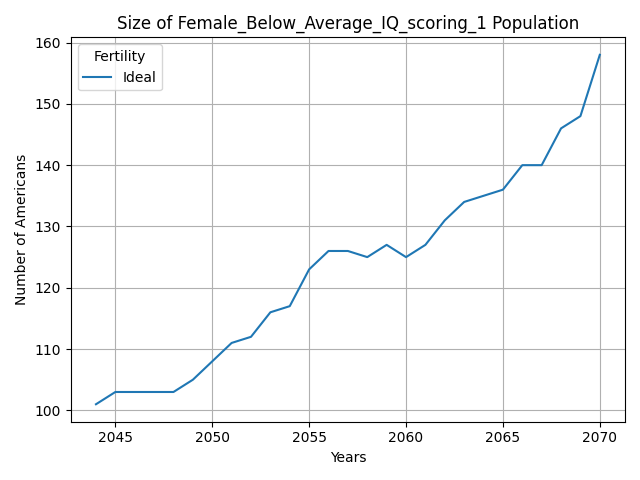 Size of Female_Below_Average_IQ_scoring_1 Population
Fertility
Ideal
Number of Americans
160
150
140
130
120
110
100
2045 2050 2055 2060 2065 2070
Years